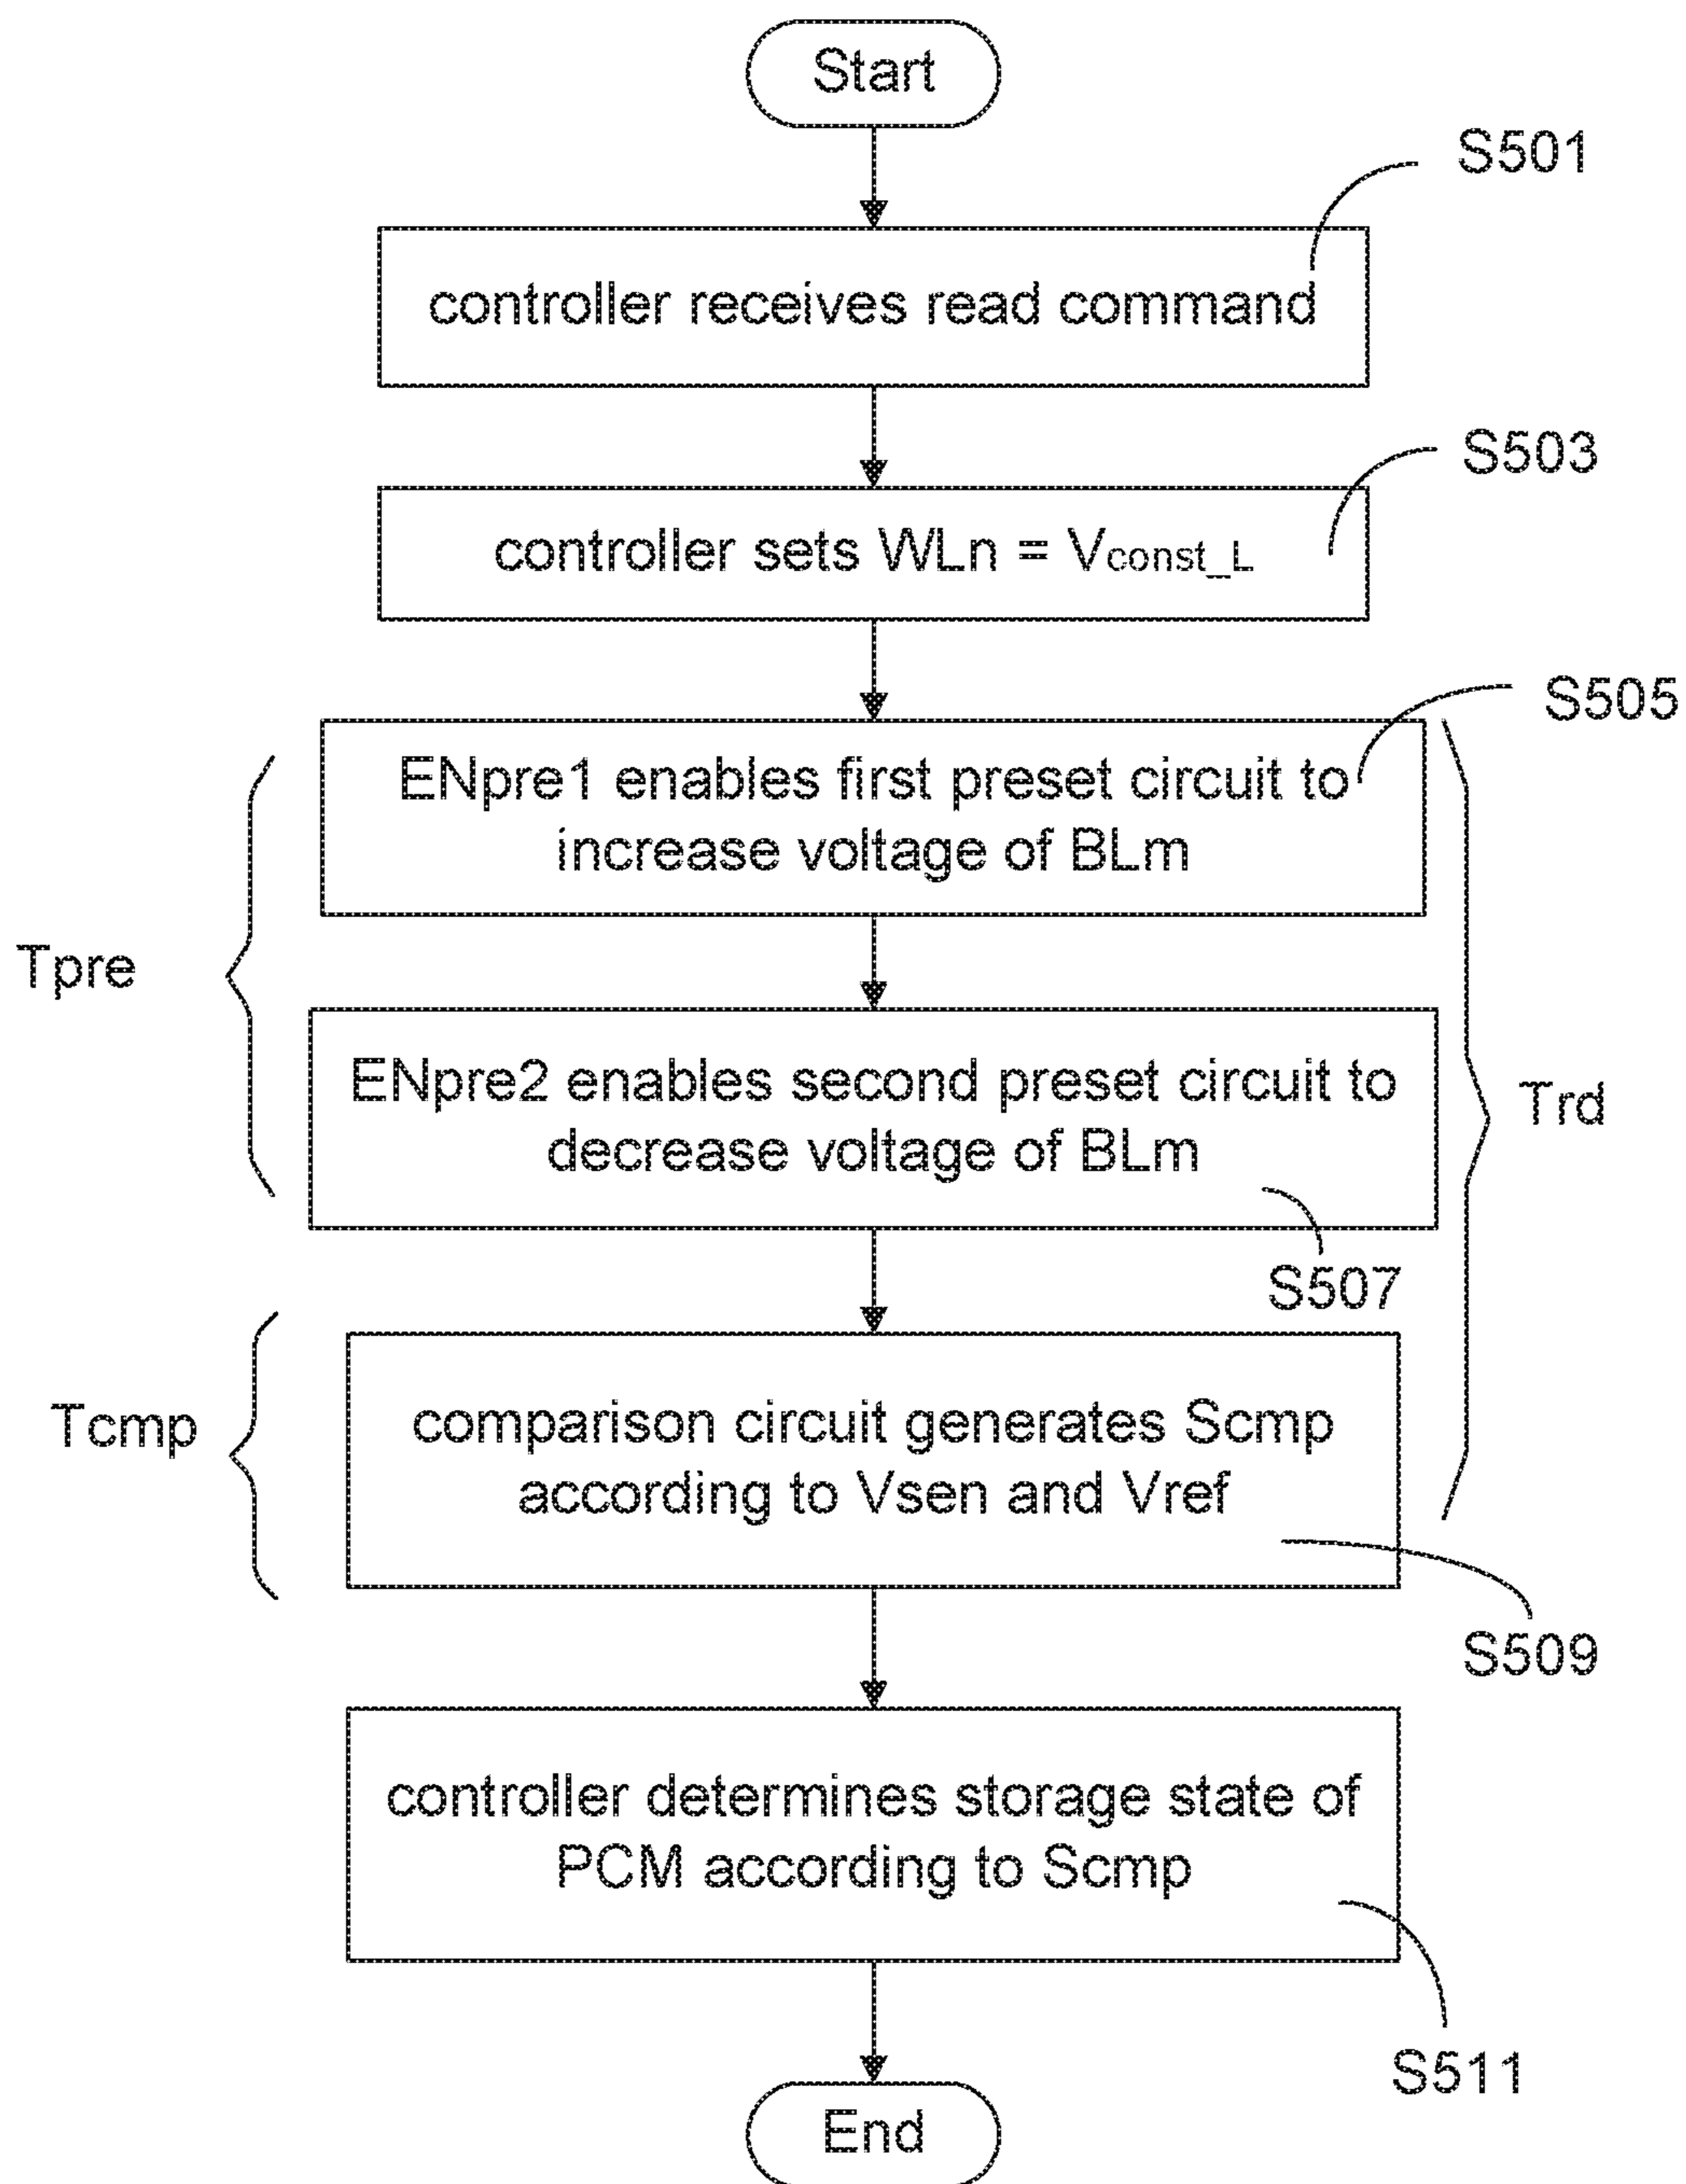 Start
S501
controller receives read command
S503
controller sets WLn = Vconst_L
S505
ENpre1 enables first preset circuit to
increase voltage of BLm
Tpre
ENpre2 enables second preset circuit to
decrease voltage of BLm
Trd
S507
Tcmp
comparison circuit generates Scmp
according to Vsen and Vref
S509
controller determines storage state of
PCM according to Scmp
S511
End